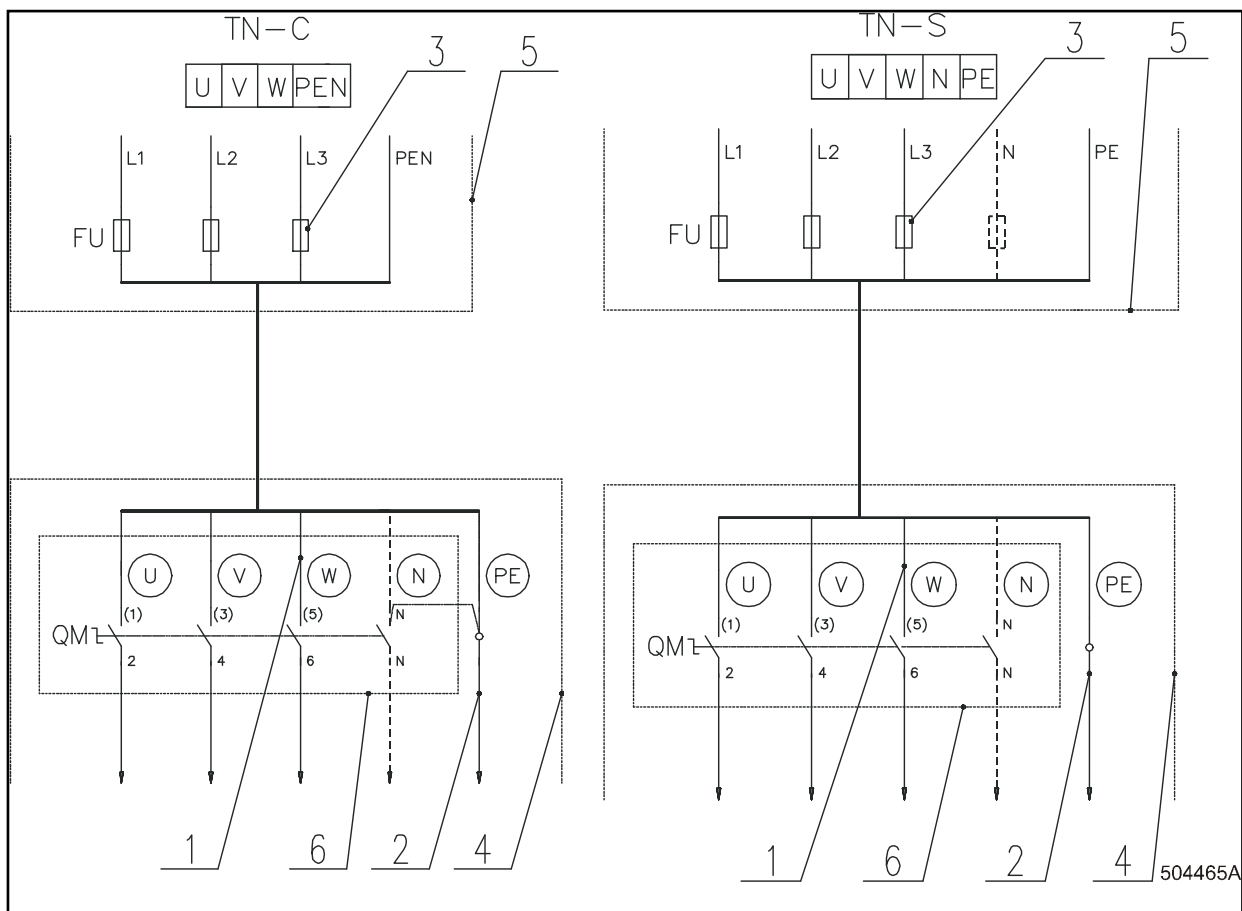 TN-C
3
5
U V W PEN
L1 L2 L3 PEN
FU
U V W N PE
(1) (3) (5) N
QM
2 4 6 N
1 6 2 4
TN-S
3
5
U V W N PE
L1 L2 L3 N PE
FU
U V W N PE
(1) (3) (5) N
QM
2 4 6 N
1 6 2 4
504465A